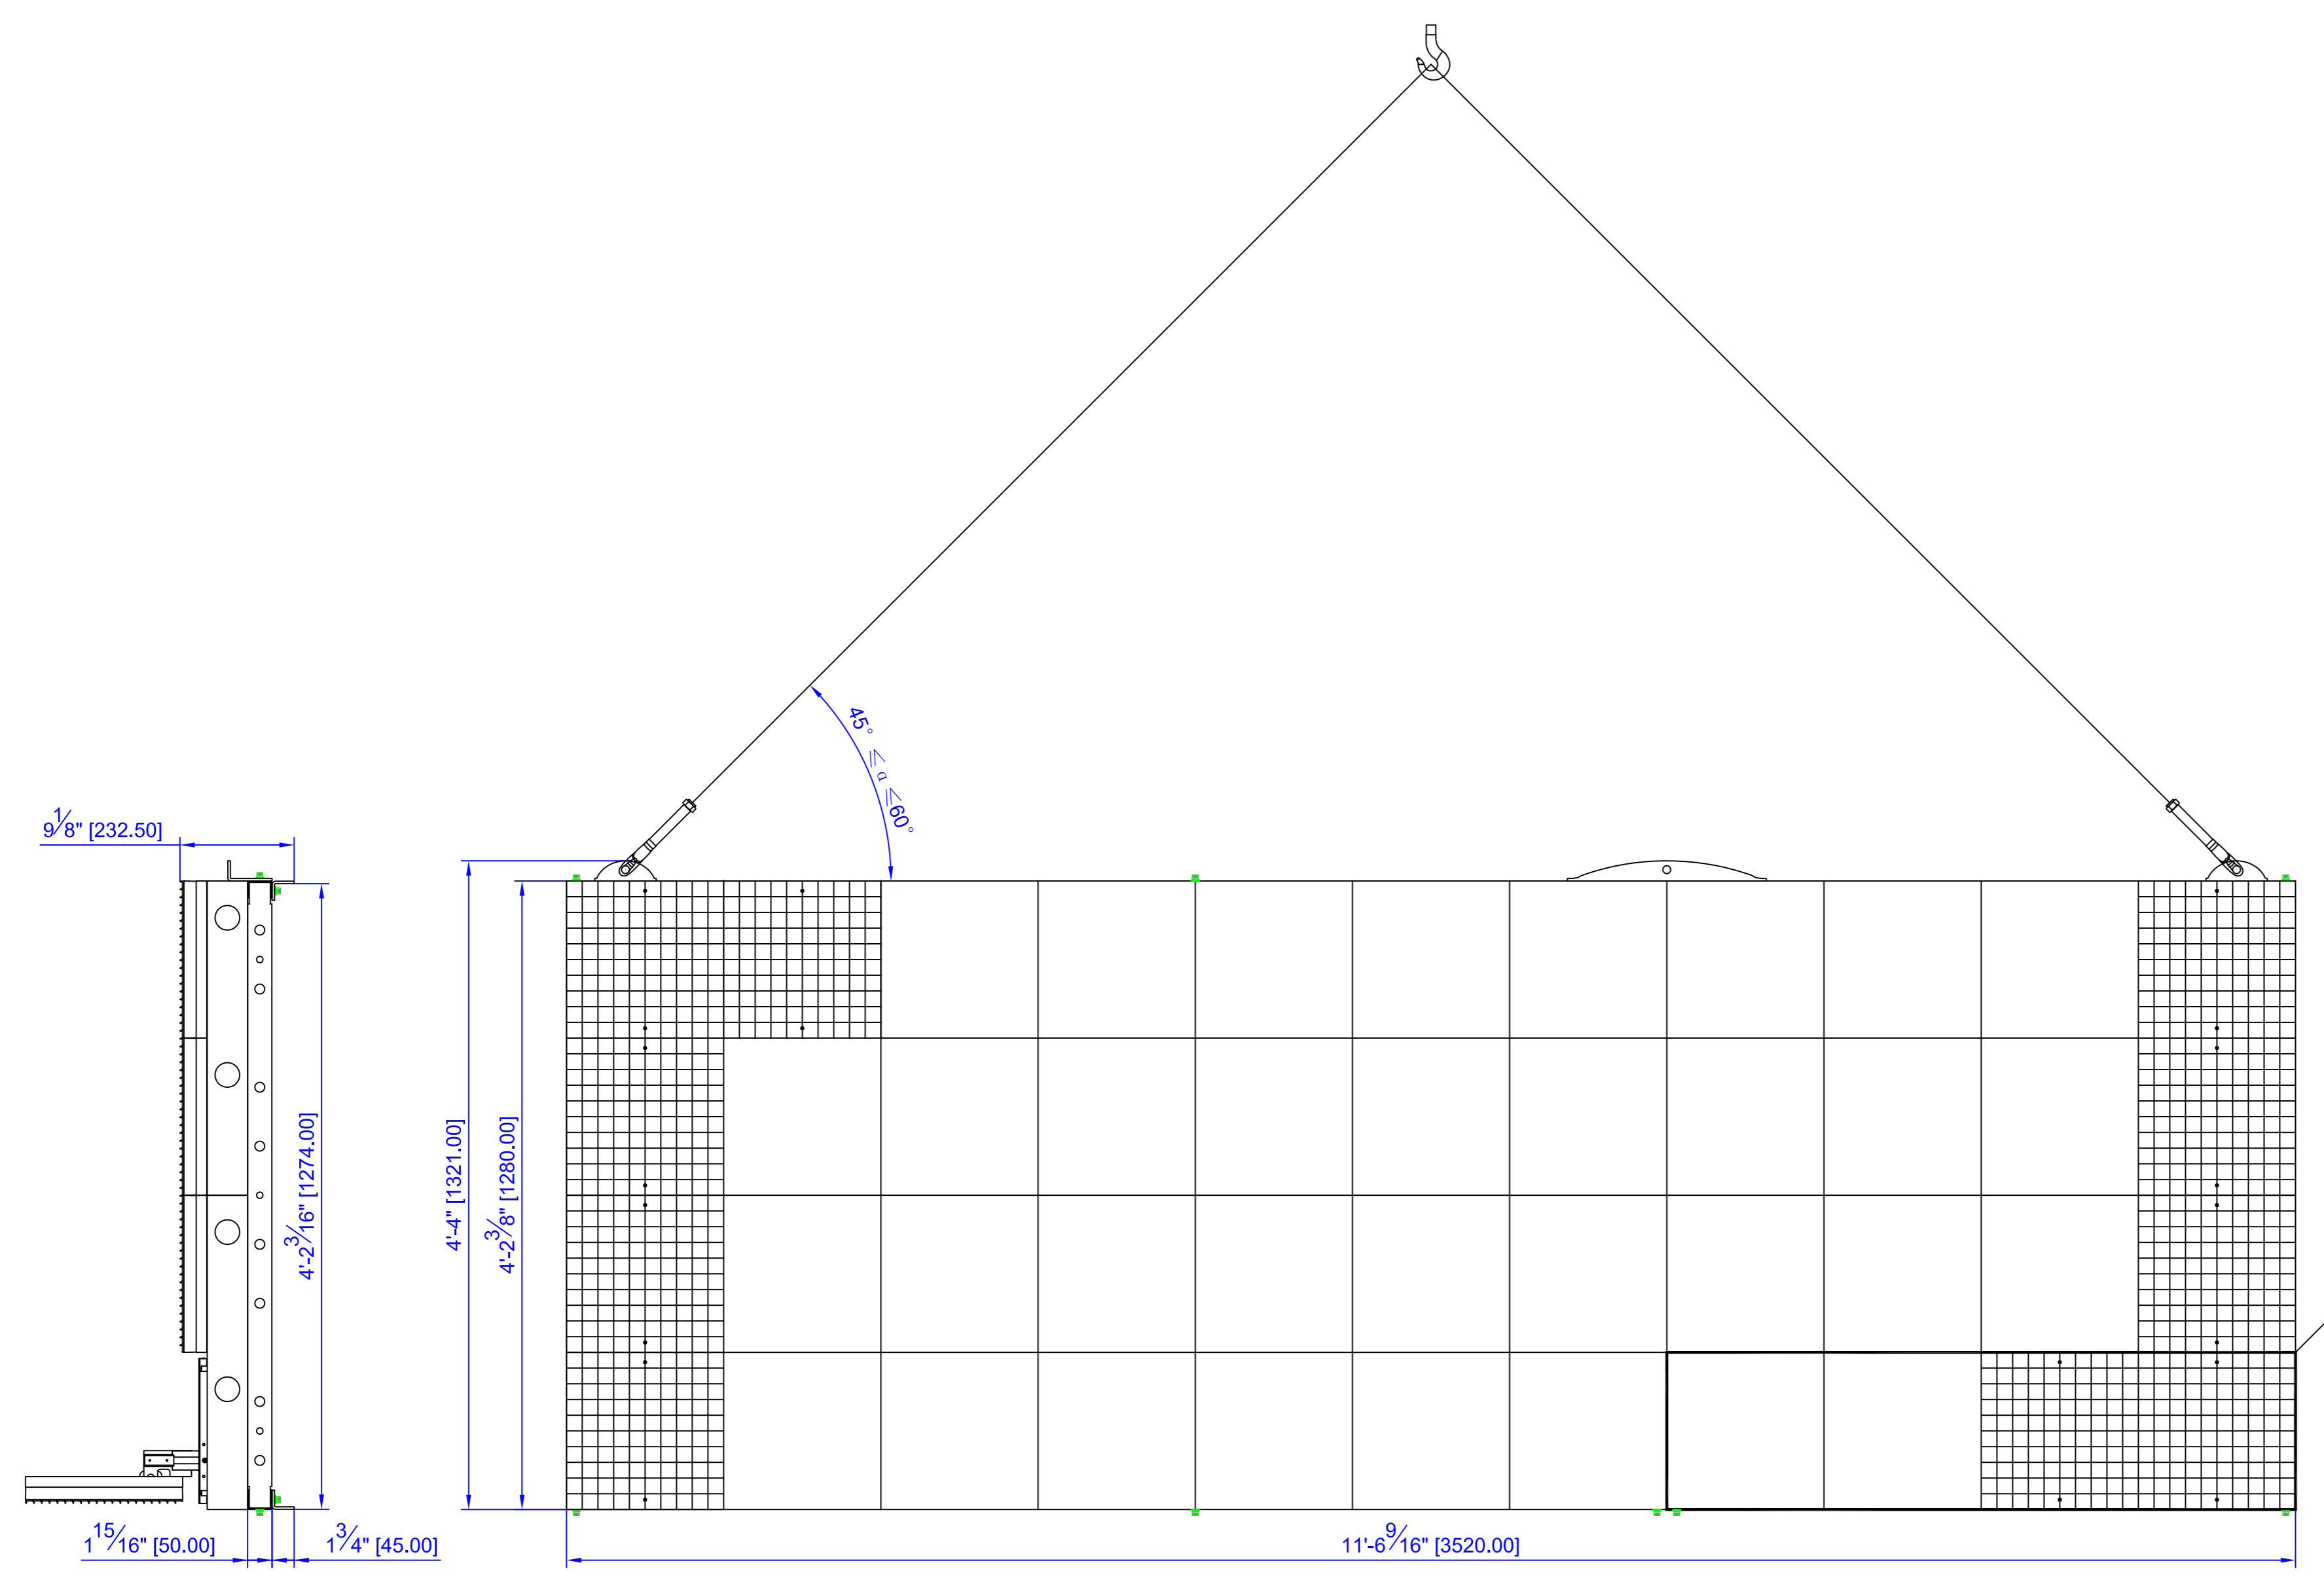 45° ≤ α ≤60°
9 1/8" [232.50]
4'-2 3/16" [1274.00]
4'-4" [1321.00]
4'-2 3/8" [1280.00]
1 15/16" [50.00]
1 3/4" [45.00]
11'-6 9/16" [3520.00]